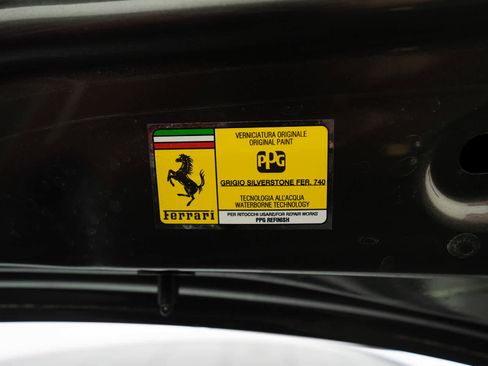 VERNICIATURA ORIGINALE
ORIGINAL PAINT
PPG
GRIGIO SILVERSTONE FER. 740
TECNOLOGIA ALL'ACQUA
WATERBORNE TECHNOLOGY
Ferrari
PER RITOCCHI USARE/FOR REPAIR WORKS
PPG REFINISH